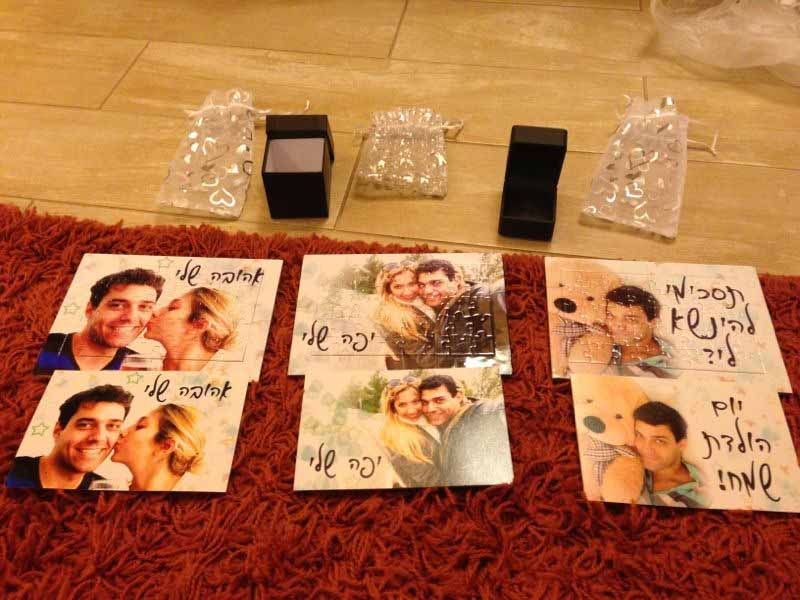 אהובה שלי
יפה שלי
תסכימי
להינשא
לי?
אהובה שלי
יפה שלי
יום
הולדת
שמח!